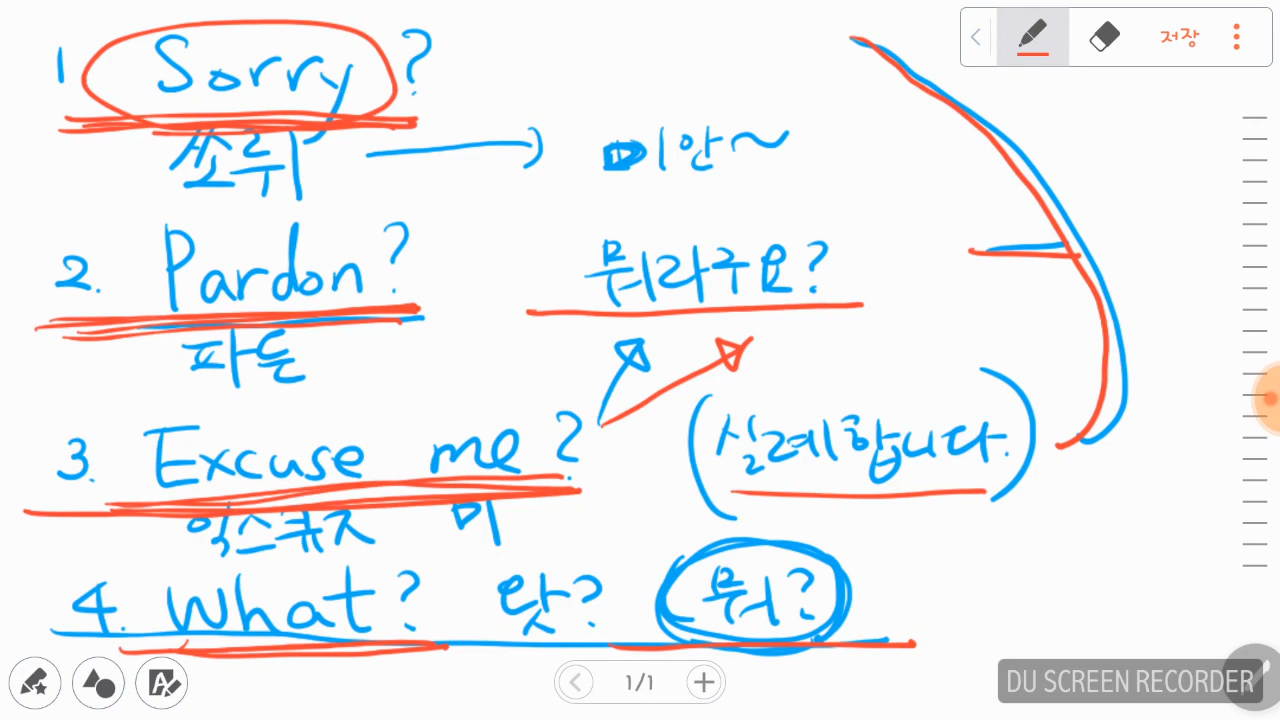 저장
1 Sorry?
쏘뤼 → 미안~
2. Pardon? 뭐라구요?
파든
3. Excuse me? (실례합니다.)
익스큐즈 미
4. What? 왓? 뭐?
1/1
DU SCREEN RECORDER